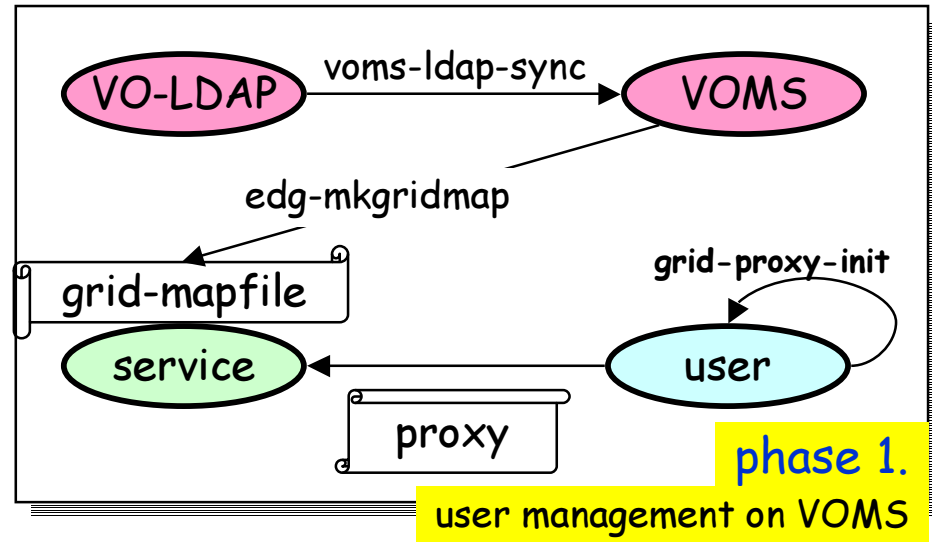 VO-LDAP
voms-ldap-sync
VOMS
edg-mkgridmap
grid-mapfile
grid-proxy-init
service
user
proxy
phase 1.
user management on VOMS